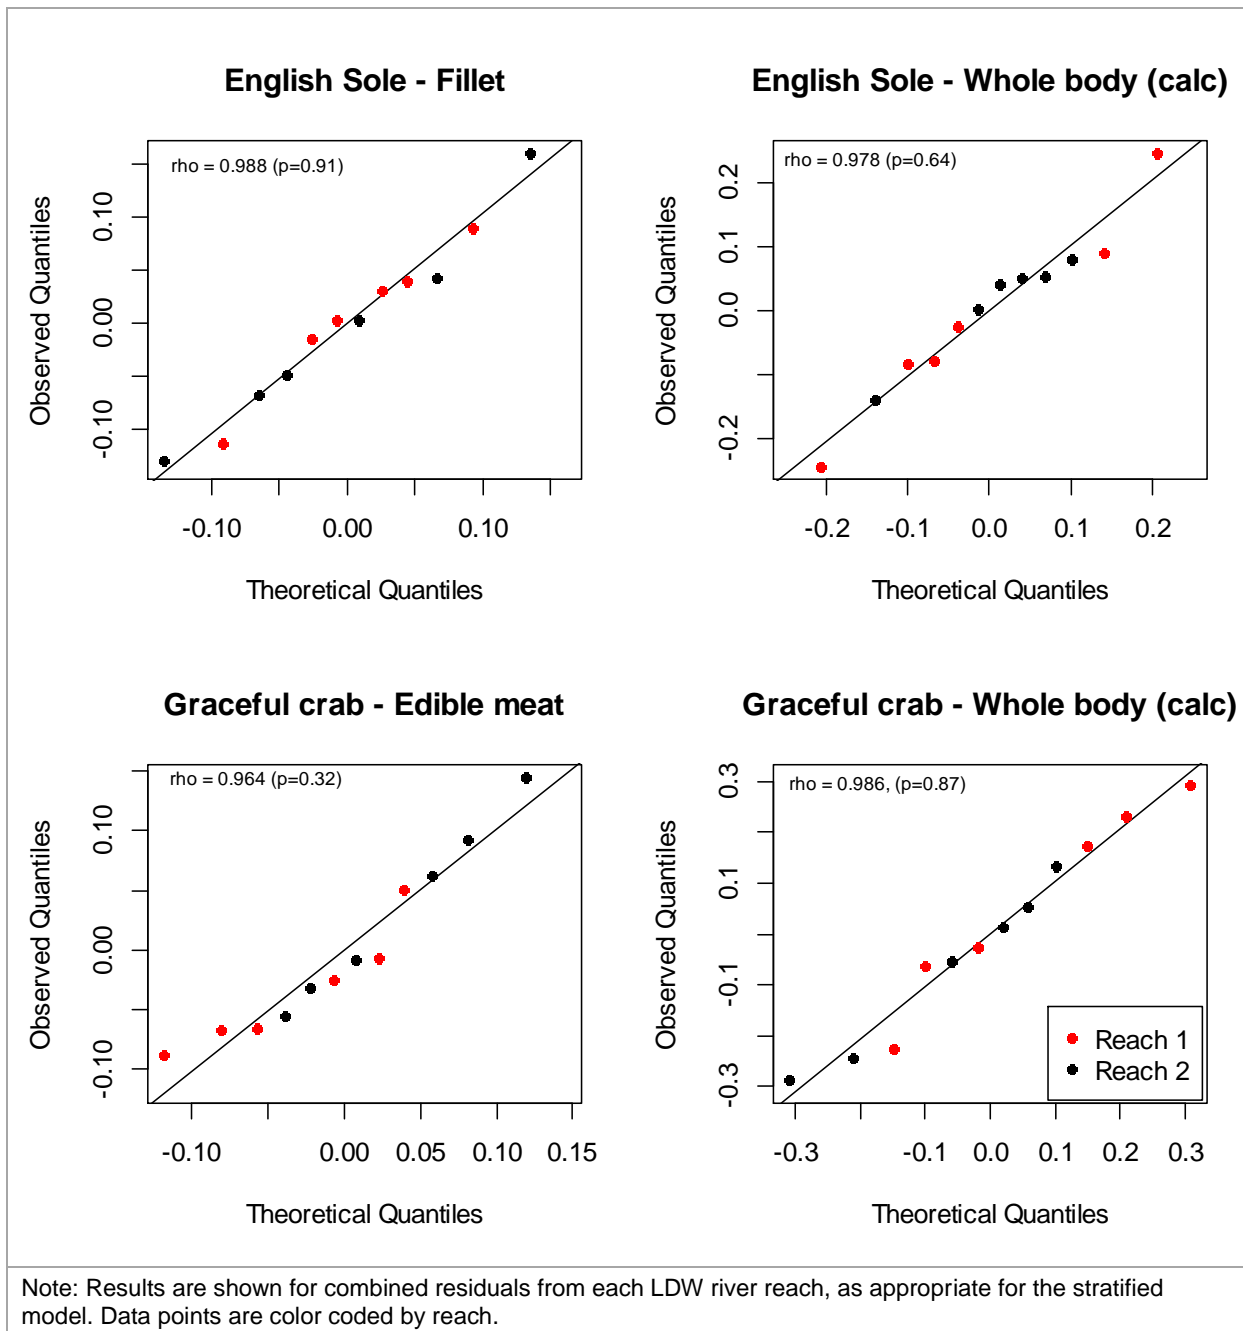 English Sole - Fillet
rho = 0.988 (p=0.91)
Observed Quantiles
0.10
0.00
-0.10
-0.10
0.00
0.10
Theoretical Quantiles
English Sole - Whole body (calc)
rho = 0.978 (p=0.64)
Observed Quantiles
0.2
0.1
0.0
-0.2
-0.2
-0.1
0.0
0.1
0.2
Theoretical Quantiles
Graceful crab - Edible meat
rho = 0.964 (p=0.32)
Observed Quantiles
0.10
0.00
-0.10
-0.10
0.00
0.05
0.10
0.15
Theoretical Quantiles
Graceful crab - Whole body (calc)
rho = 0.986, (p=0.87)
Observed Quantiles
0.3
0.1
-0.1
-0.3
-0.3
-0.1
0.0
0.1
0.2
0.3
Theoretical Quantiles
Reach 1
Reach 2
Note: Results are shown for combined residuals from each LDW river reach, as appropriate for the stratified
model. Data points are color coded by reach.